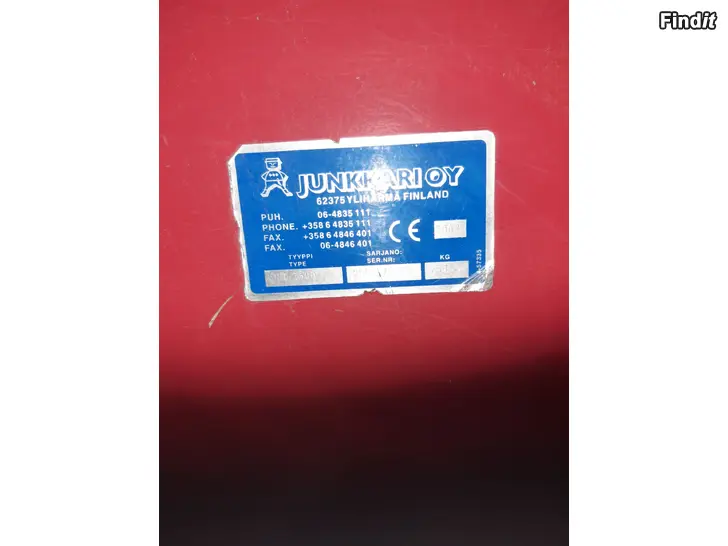 Findit
JUNKKARI OY
62375 YLIHÄRMÄ FINLAND
PUH. 06-4835 111
PHONE. +358 6 4835 111
FAX. +358 6 4846 401
FAX. 06-4846 401
CE
TYYPPI SARJANO: KG
TYPE SER.NR:
57335